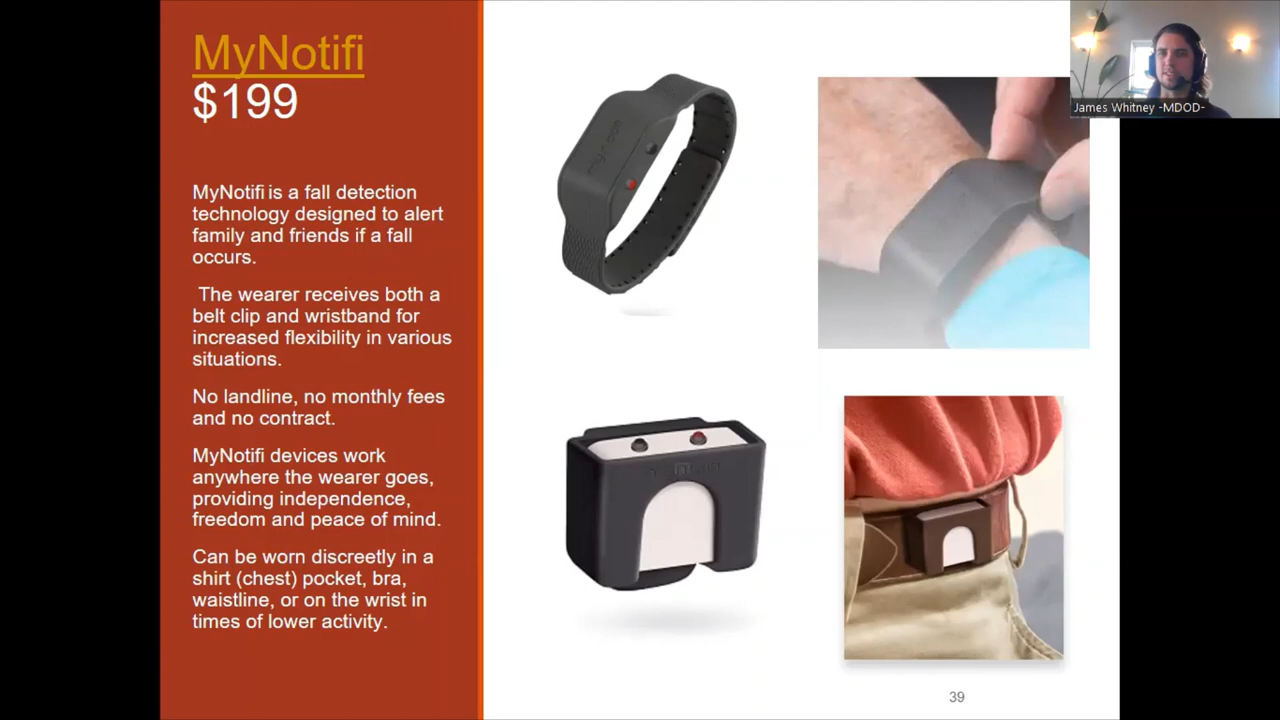 MyNotifi
$199
MyNotifi is a fall detection
technology designed to alert
family and friends if a fall
occurs.
The wearer receives both a
belt clip and wristband for
increased flexibility in various
situations.
No landline, no monthly fees
and no contract.
MyNotifi devices work
anywhere the wearer goes,
providing independence,
freedom and peace of mind.
Can be worn discreetly in a
shirt (chest) pocket, bra,
waistline, or on the wrist in
times of lower activity.
James Whitney -MDOD-
39